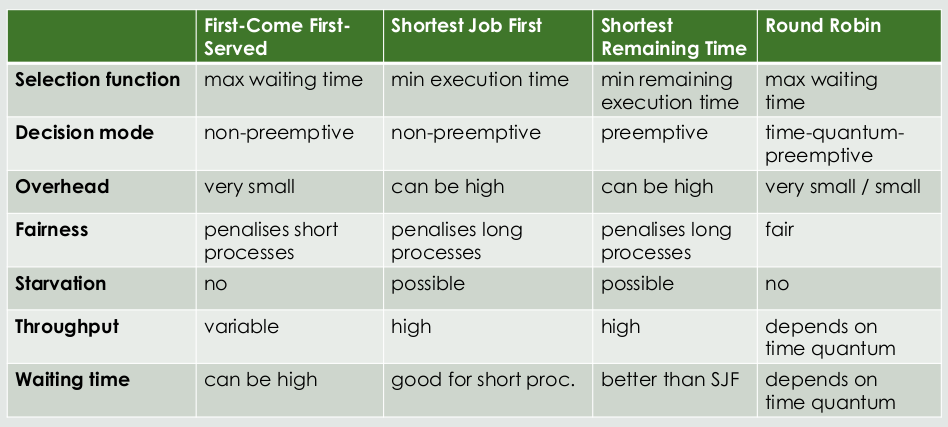 First-Come First-
Served
Shortest Job First
Shortest
Remaining Time
Round Robin
Selection function
max waiting time
min execution time
min remaining
execution time
max waiting
time
Decision mode
non-preemptive
non-preemptive
preemptive
time-quantum-
preemptive
Overhead
very small
can be high
can be high
very small / small
Fairness
penalises short
processes
penalises long
processes
penalises long
processes
fair
Starvation
no
possible
possible
no
Throughput
variable
high
high
depends on
time quantum
Waiting time
can be high
good for short proc.
better than SJF
depends on
time quantum